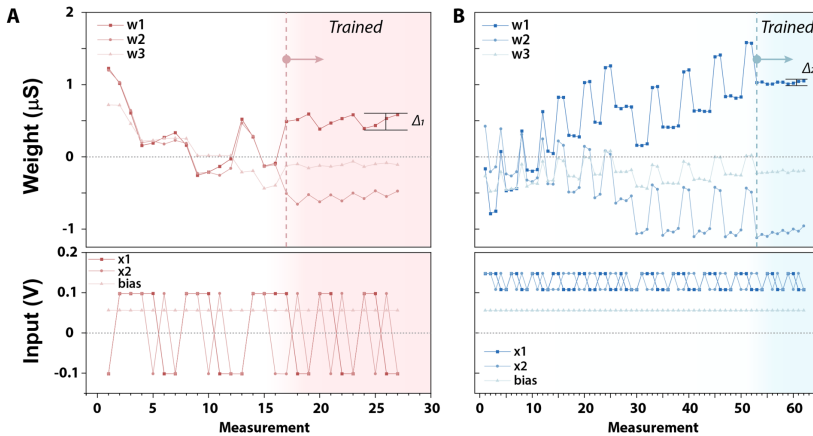 A
w1
w2
w3
Trained
Δ₁
Weight (μS)
2
1
0
-1
x1
x2
bias
Input (V)
0.2
0.1
0
-0.1
0 5 10 15 20 25 30
Measurement
B
w1
w2
w3
Trained
Δ₂
x1
x2
bias
0 10 20 30 40 50 60
Measurement